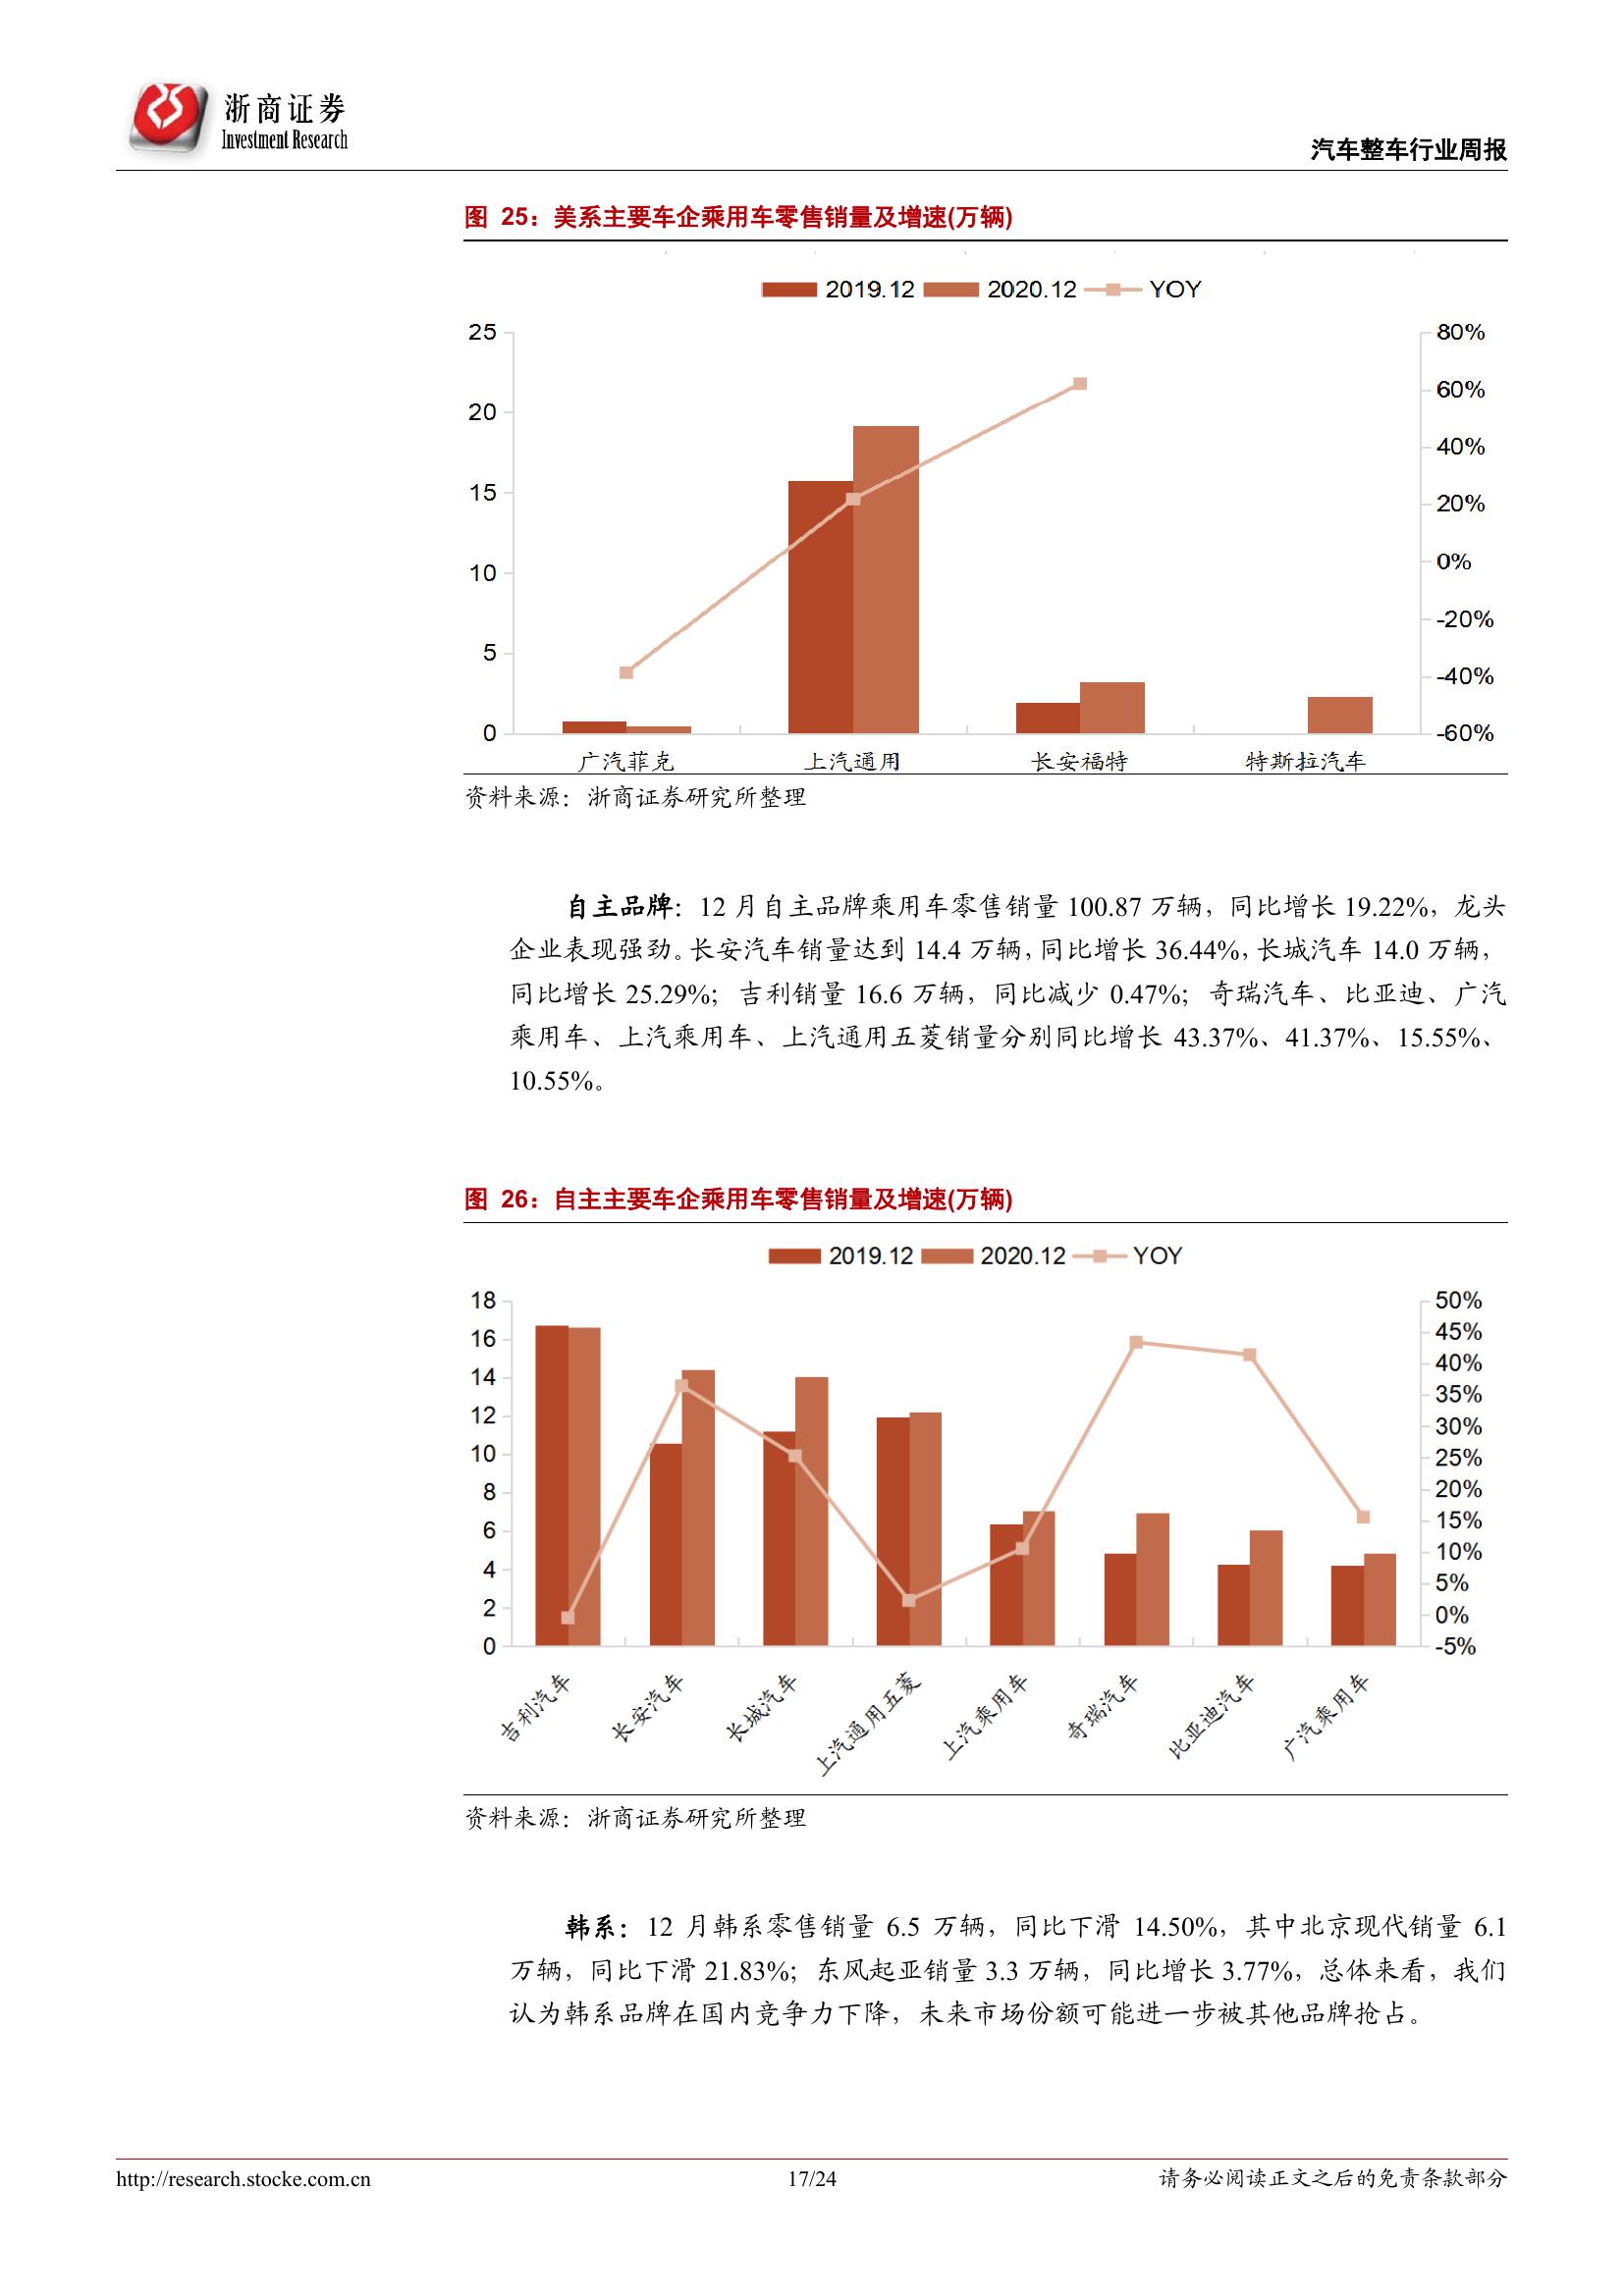 浙商证券
Investment Research
汽车整车行业周报
图 25：美系主要车企乘用车零售销量及增速(万辆)
2019.12 2020.12 YOY
25 80%
60%
20
40%
15
20%
10 0%
-20%
5
-40%
0 -60%
广汽菲克 上汽通用 长安福特 特斯拉汽车
资料来源：浙商证券研究所整理
自主品牌：12 月自主品牌乘用车零售销量 100.87 万辆，同比增长 19.22%，龙头
企业表现强劲。长安汽车销量达到 14.4 万辆，同比增长 36.44%，长城汽车 14.0 万辆，
同比增长 25.29%；吉利销量 16.6 万辆，同比减少 0.47%；奇瑞汽车、比亚迪、广汽
乘用车、上汽乘用车、上汽通用五菱销量分别同比增长 43.37%、41.37%、15.55%、
10.55%。
图 26：自主主要车企乘用车零售销量及增速(万辆)
2019.12 2020.12 YOY
18 50%
16 45%
40%
14
35%
12 30%
10 25%
8 20%
6 15%
10%
4
5%
2 0%
0 -5%
吉利汽车 长安汽车 长城汽车 上汽通用五菱 上汽乘用车 奇瑞汽车 比亚迪汽车 广汽乘用车
资料来源：浙商证券研究所整理
韩系：12 月韩系零售销量 6.5 万辆，同比下滑 14.50%，其中北京现代销量 6.1
万辆，同比下滑 21.83%；东风起亚销量 3.3 万辆，同比增长 3.77%，总体来看，我们
认为韩系品牌在国内竞争力下降，未来市场份额可能进一步被其他品牌抢占。
http://research.stocke.com.cn 17/24 请务必阅读正文之后的免责条款部分